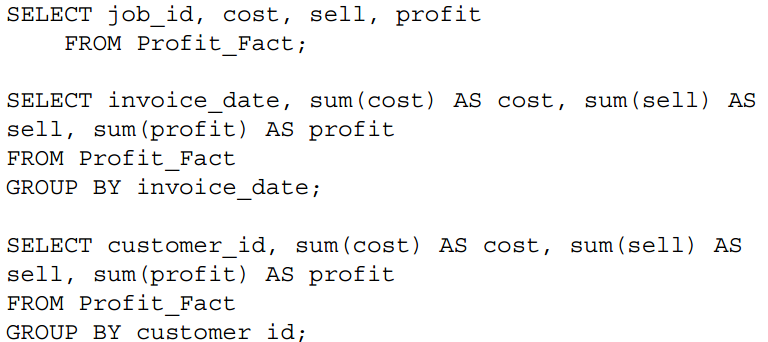 SELECT job_id, cost, sell, profit
FROM Profit_Fact;
SELECT invoice_date, sum(cost) AS cost, sum(sell) AS
sell, sum(profit) AS profit
FROM Profit_Fact
GROUP BY invoice_date;
SELECT customer_id, sum(cost) AS cost, sum(sell) AS
sell, sum(profit) AS profit
FROM Profit_Fact
GROUP BY customer id;